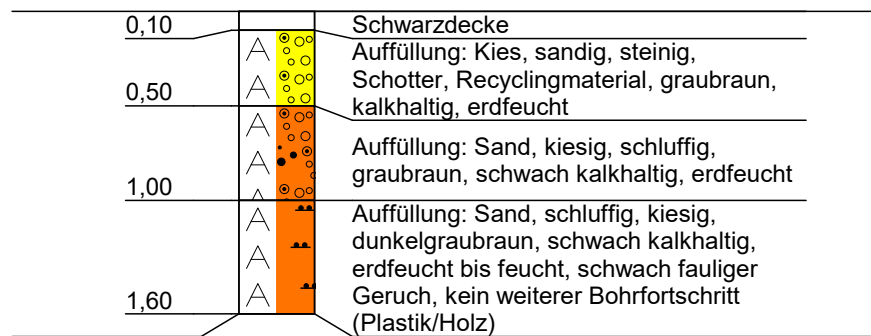 0,10
Schwarzdecke
A
Auffüllung: Kies, sandig, steinig,
A
Schotter, Recyclingmaterial, graubraun,
0,50
kalkhaltig, erdfeucht
A
Auffüllung: Sand, kiesig, schluffig,
A
graubraun, schwach kalkhaltig, erdfeucht
1,00
A
A
Auffüllung: Sand, schluffig, kiesig,
dunkelgraubraun, schwach kalkhaltig,
A
erdfeucht bis feucht, schwach fauliger
A
1,60
Geruch, kein weiterer Bohrfortschritt
(Plastik/Holz)